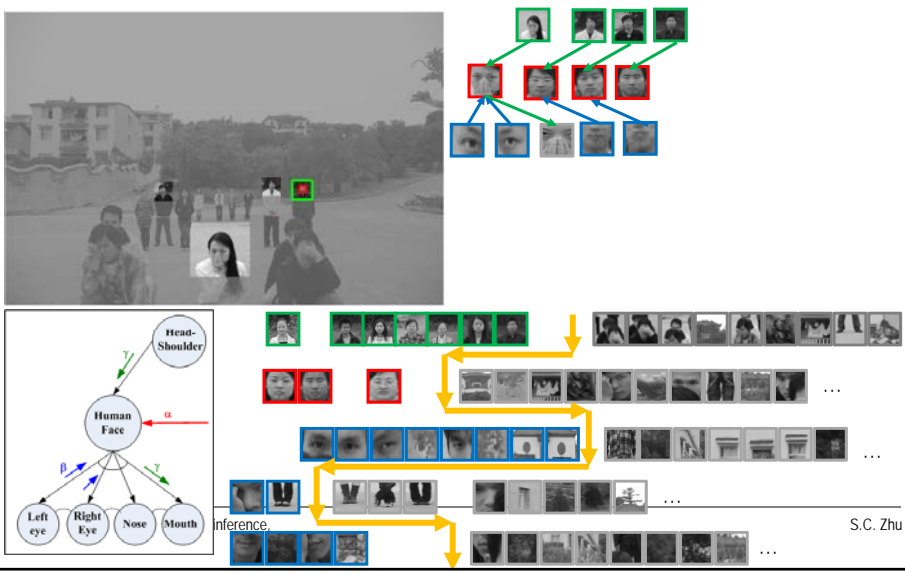 Head-
Shoulder
γ
Human
Face
α
β
γ
Left
eye
Right
Eye
Nose
Mouth
...
...
...
...
inference,
S.C. Zhu